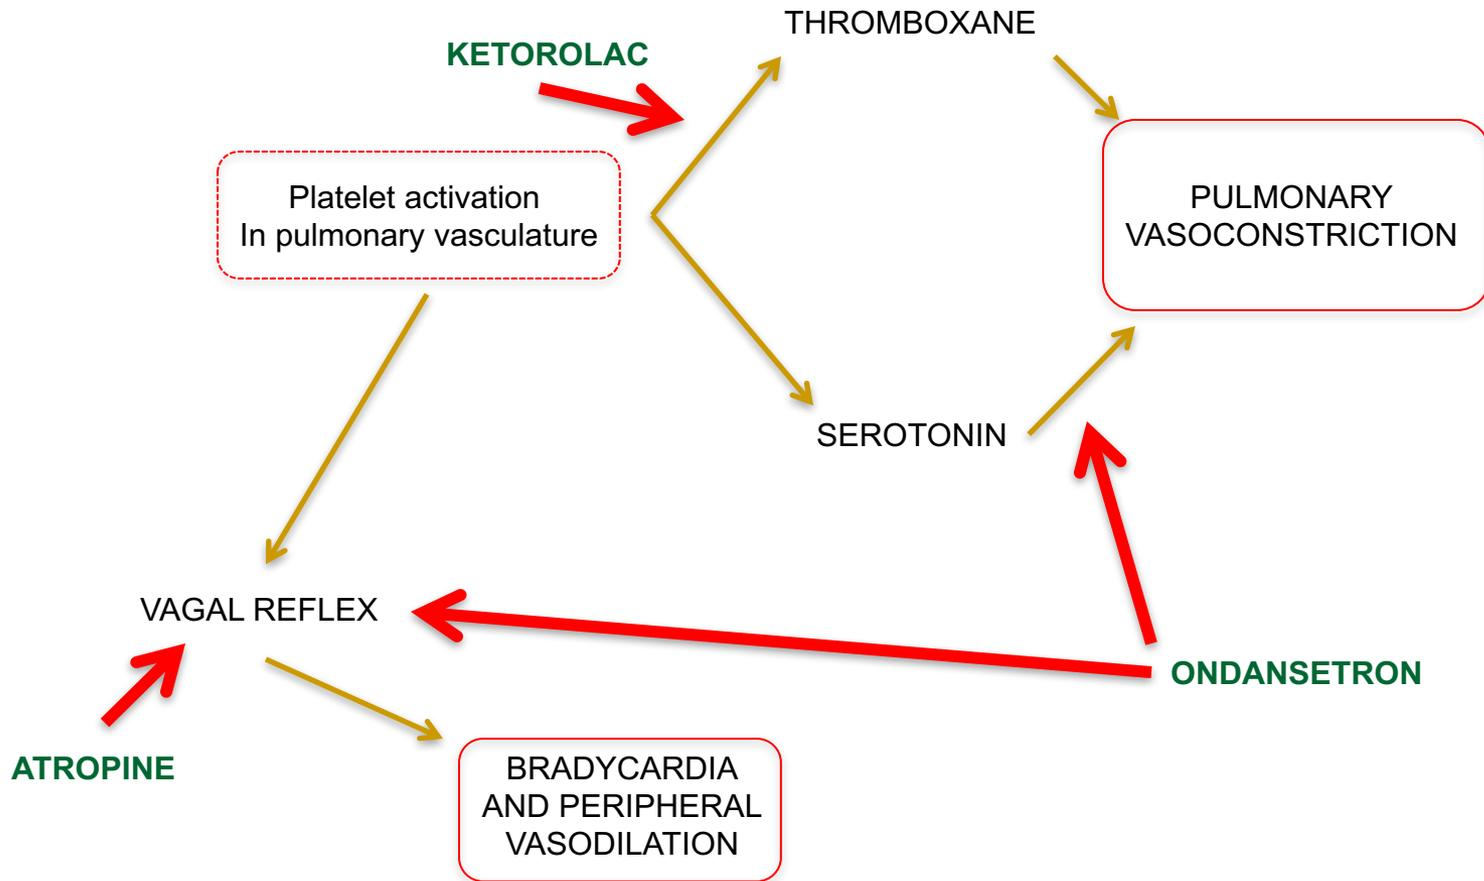 THROMBOXANE
KETOROLAC
Platelet activation
In pulmonary vasculature
PULMONARY
VASOCONSTRICTION
SEROTONIN
VAGAL REFLEX
ONDANSETRON
ATROPINE
BRADYCARDIA
AND PERIPHERAL
VASODILATION